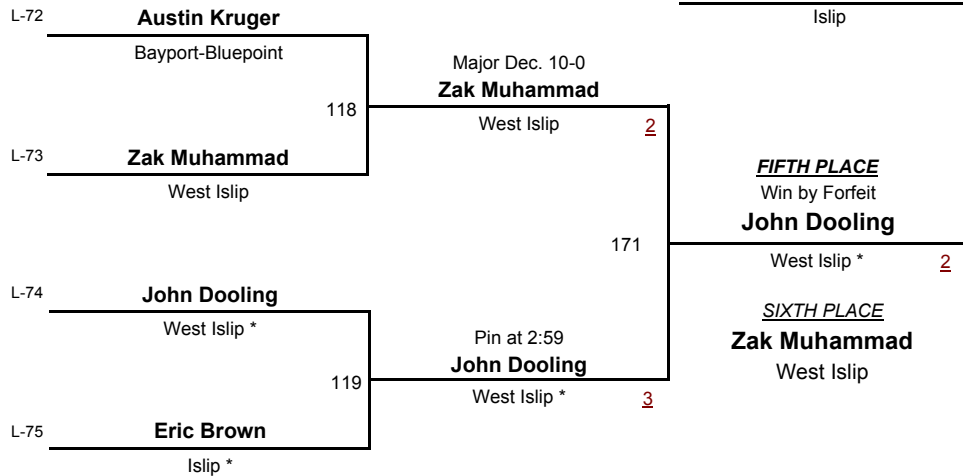 L-72
Austin Kruger
Islip
Bayport-Bluepoint
Major Dec. 10-0
118
Zak Muhammad
West Islip
2
L-73
Zak Muhammad
West Islip
FIFTH PLACE
Win by Forfeit
John Dooling
171
West Islip *
2
L-74
John Dooling
West Islip *
SIXTH PLACE
Zak Muhammad
West Islip
Pin at 2:59
John Dooling
119
West Islip *
3
L-75
Eric Brown
Islip *